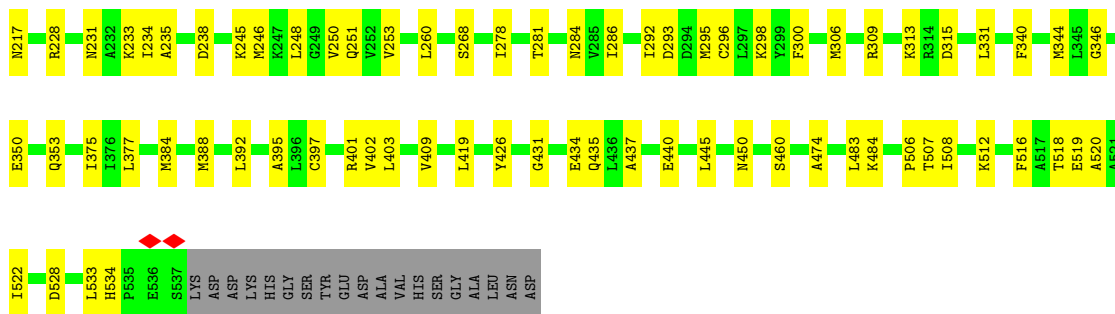 N217 R228 N231 A232 K233 I234 A235 D238 K245 M246 K247 L248 G249 V250 Q251 V252 V253 L260 S268 I278 T281 N284 V285 I286 I292 D293 D294 M295 C296 L297 K298 Y299 F300 M306 R309 K313 R314 D315 L331 F340 M344 L345 G346
E350 Q353 I375 I376 L377 M384 M388 L392 A395 L396 C397 R401 V402 L403 V409 L419 Y426 G431 E434 Q435 L436 A437 E440 L445 N450 S460 A474 L483 K484 P506 T507 I508 K512 F516 A517 T518 E519 A520 A521
I522 D528 L533 H534 P535 E536 S537 LYS ASP ASP LYS HIS GLY SER TYR GLU ASP ALA VAL HIS SER GLY ALA LEU ASN ASP